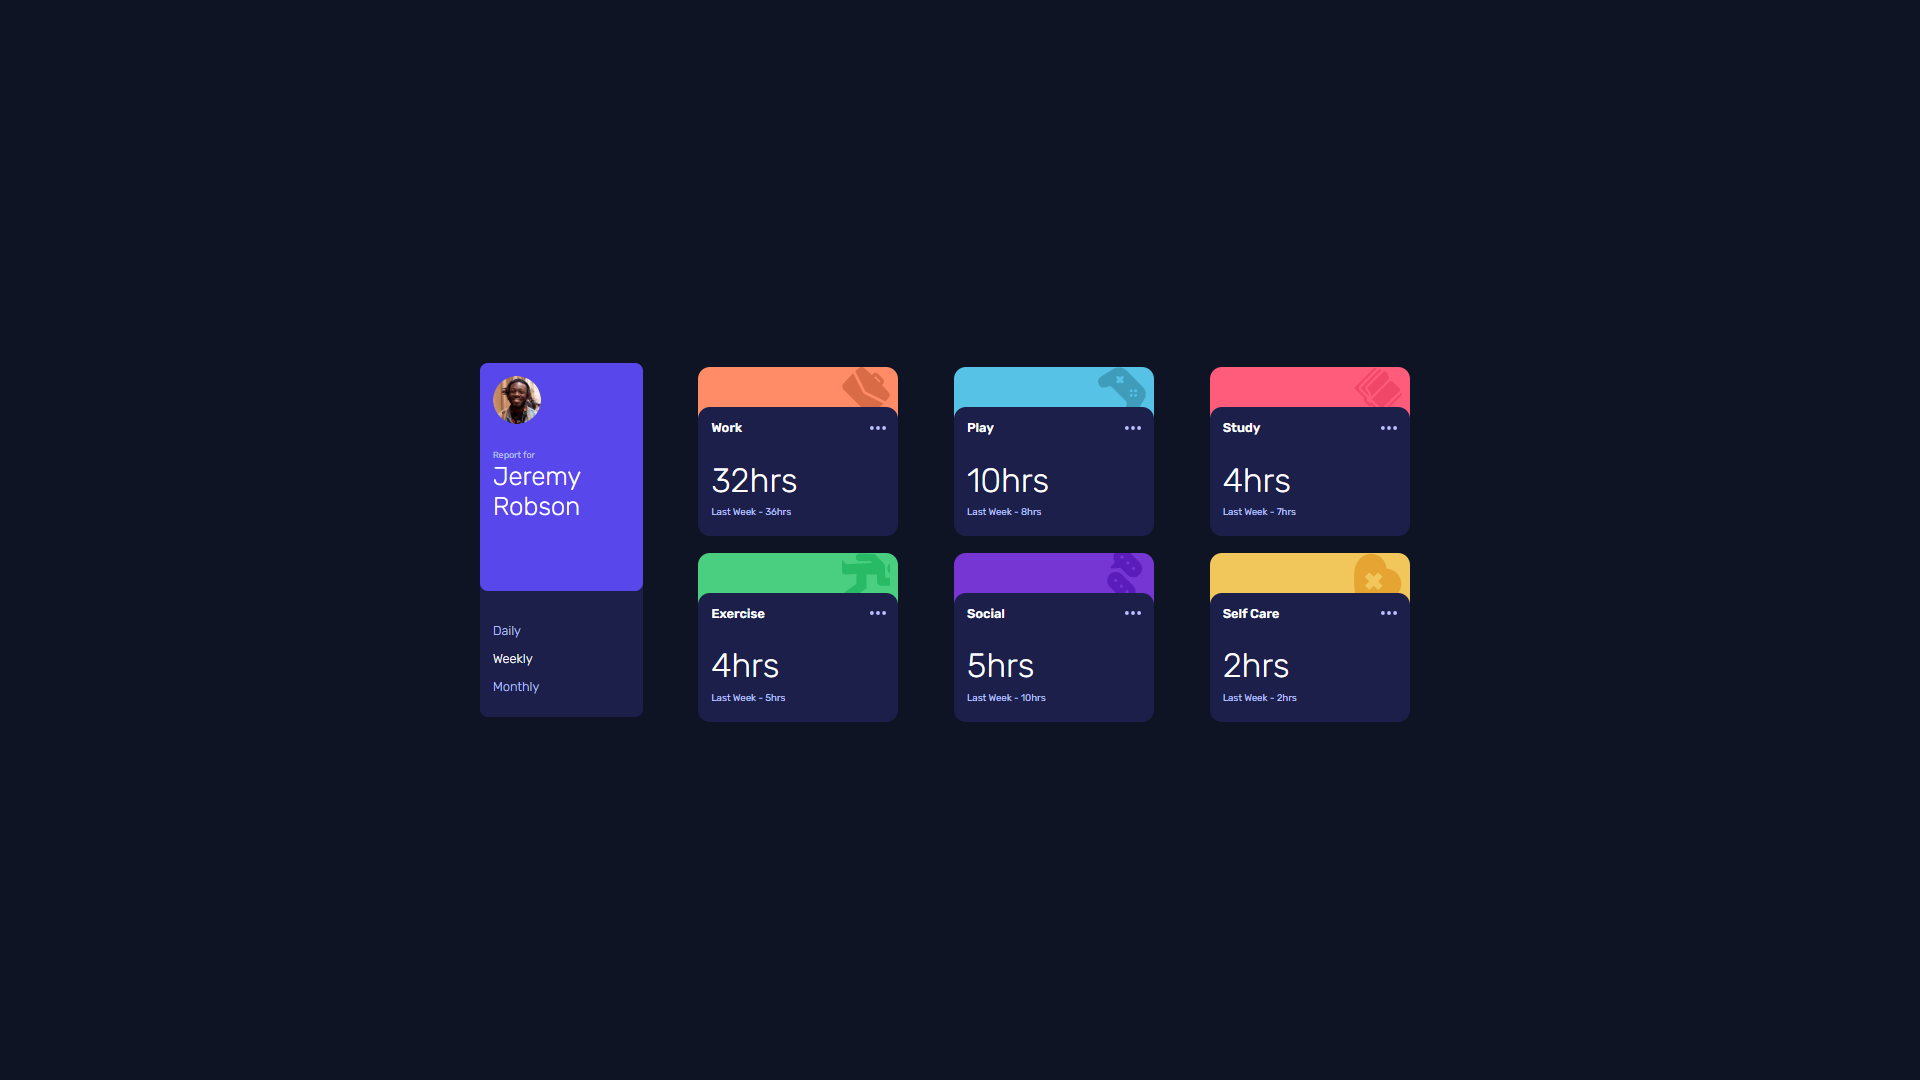 Report for
Jeremy
Robson
Daily
Weekly
Monthly
Work
32hrs
Last Week - 36hrs
Play
10hrs
Last Week - 8hrs
Study
4hrs
Last Week - 7hrs
Exercise
4hrs
Last Week - 5hrs
Social
5hrs
Last Week - 10hrs
Self Care
2hrs
Last Week - 2hrs